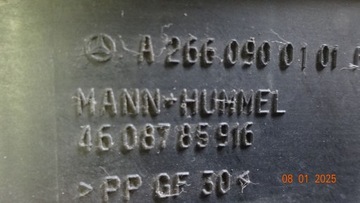 A 266 090 01 01
MANN+HUMMEL
46 087 85 916
>PP GF 30<
08 01 2025